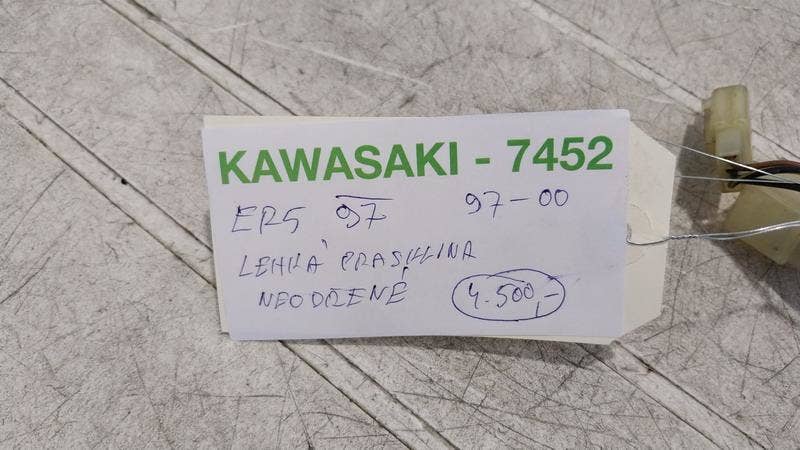 KAWASAKI - 7452
ER5 97 97-00
LEHKÁ PRASKLINA
NEODŘENÉ 4.500,-